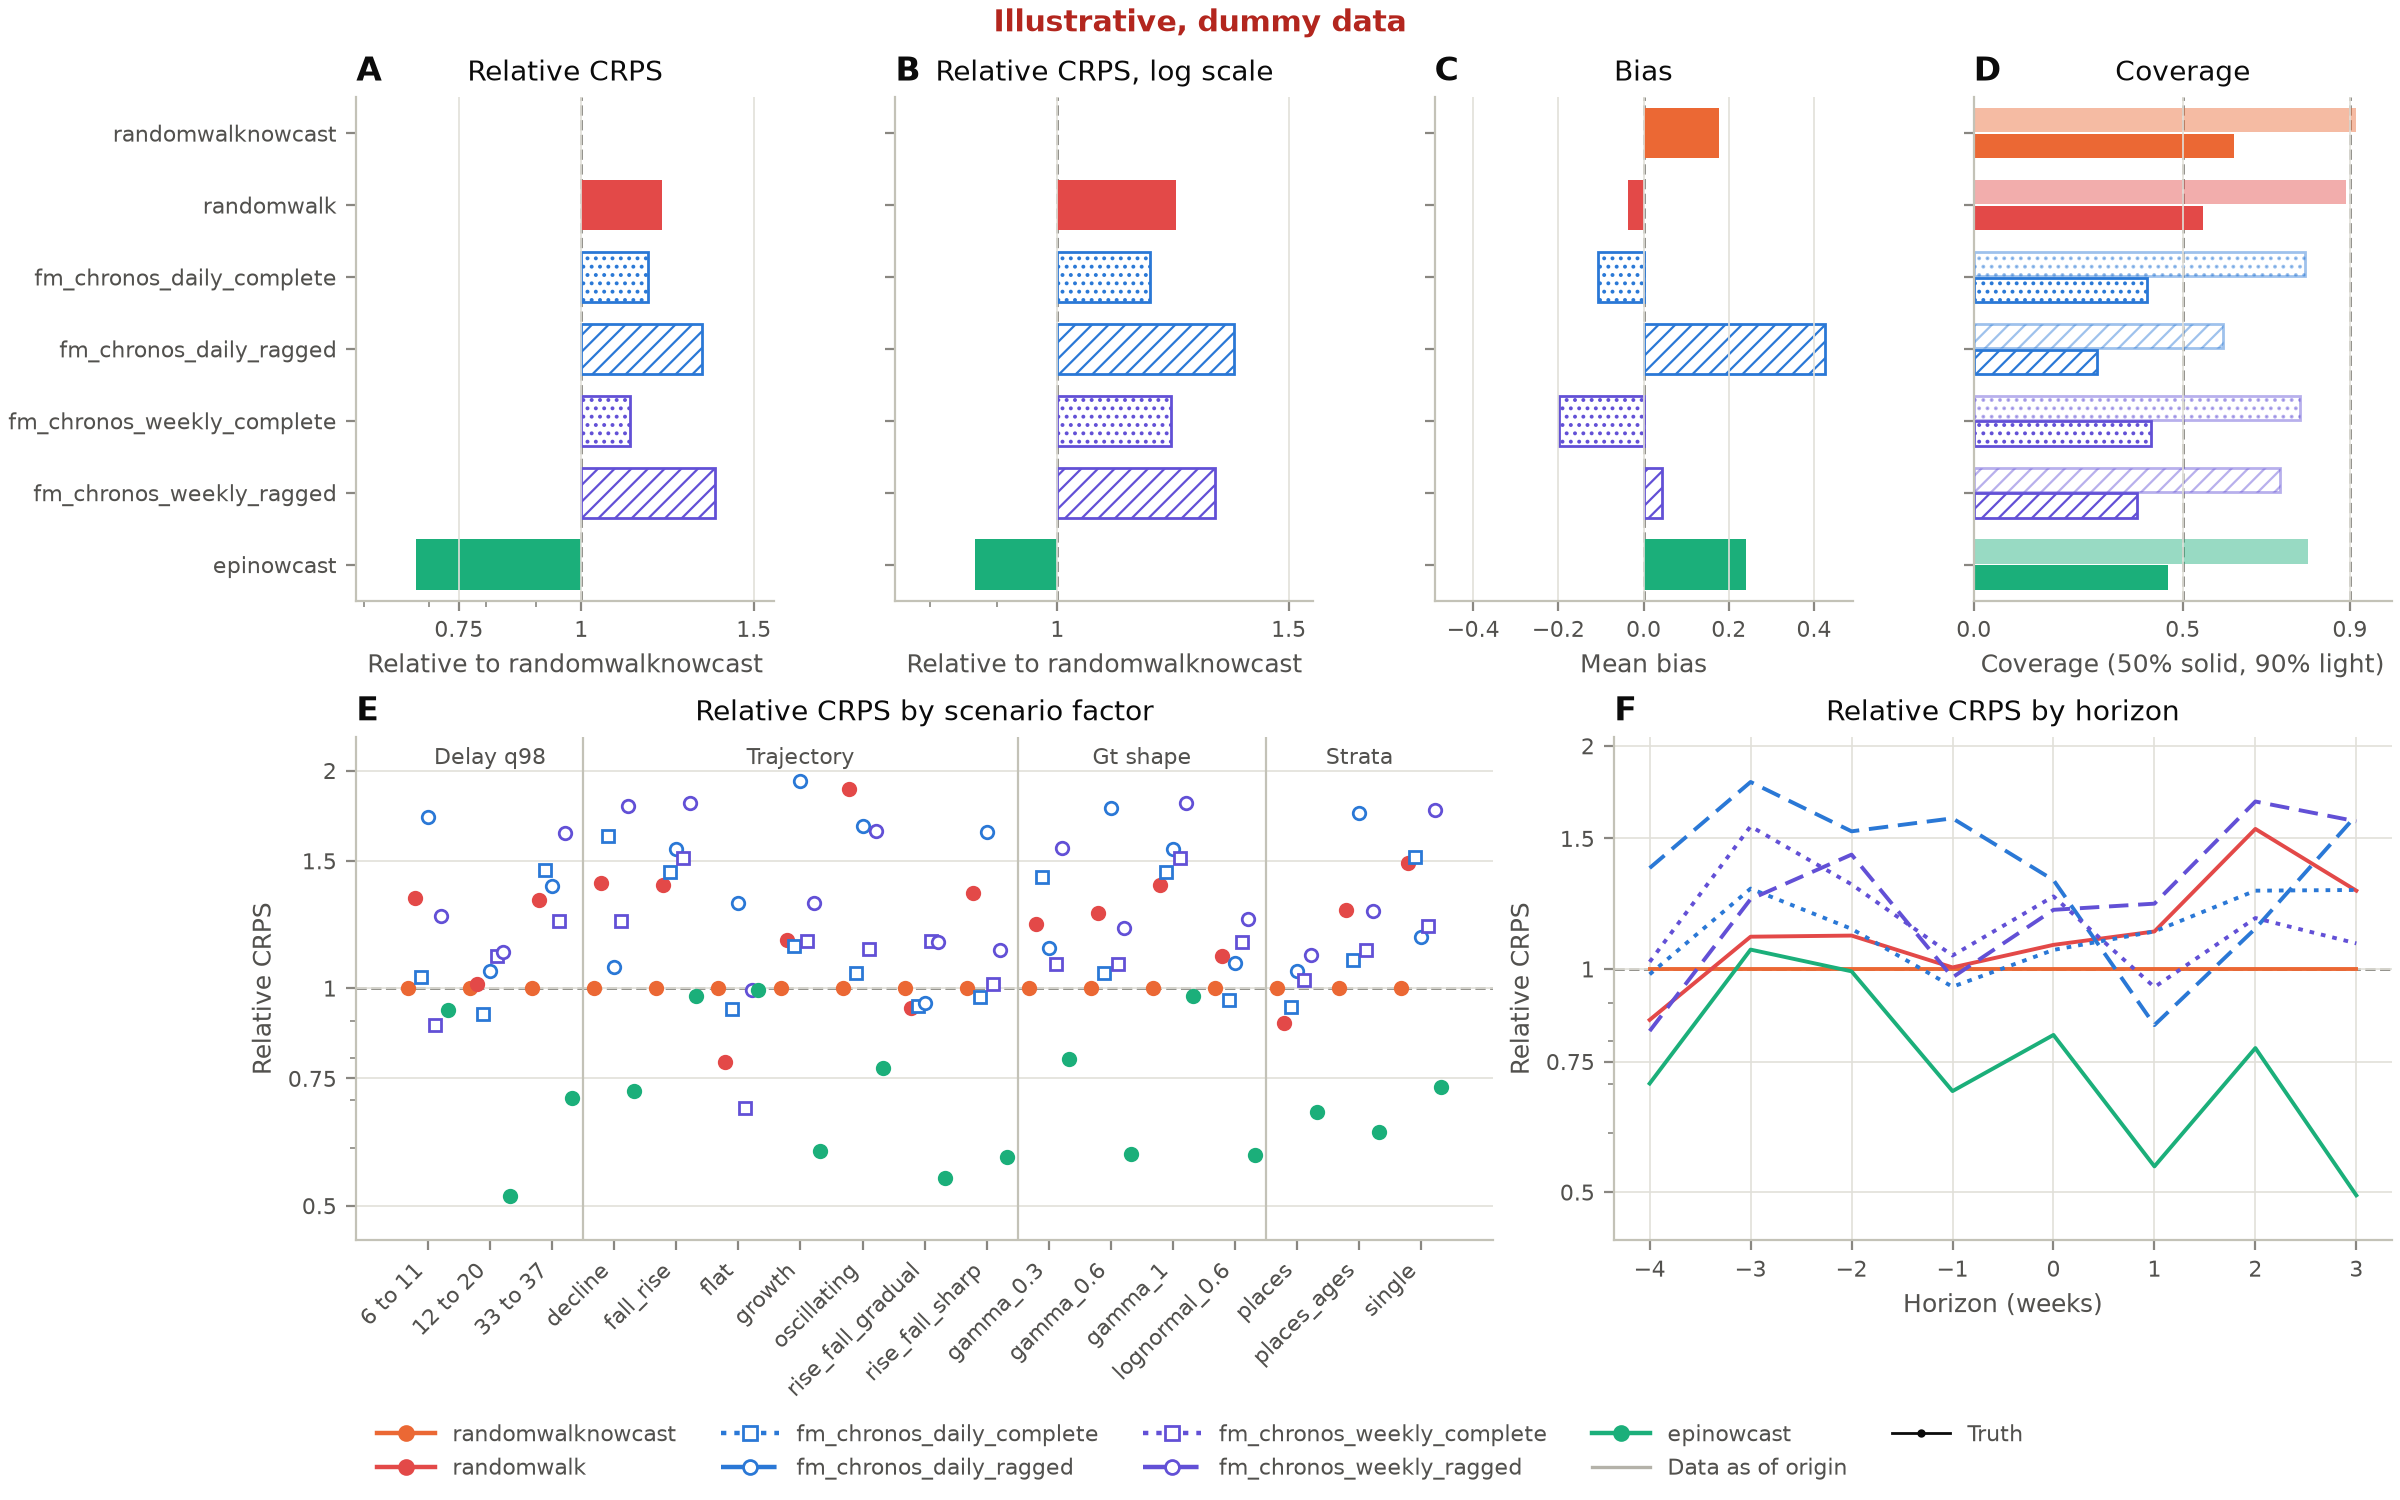 Illustrative, dummy data
A Relative CRPS
B Relative CRPS, log scale
C Bias
D Coverage
randomwalknowcast
randomwalk
fm_chronos_daily_complete
fm_chronos_daily_ragged
fm_chronos_weekly_complete
fm_chronos_weekly_ragged
epinowcast
0.75 1 1.5
Relative to randomwalknowcast
1 1.5
Relative to randomwalknowcast
−0.4 −0.2 0.0 0.2 0.4
Mean bias
0.0 0.5 0.9
Coverage (50% solid, 90% light)
E Relative CRPS by scenario factor
Delay q98 Trajectory Gt shape Strata
Relative CRPS
2
1.5
1
0.75
0.5
6 to 11
12 to 20
33 to 37
decline
fall_rise
flat
growth
oscillating
rise_fall_gradual
rise_fall_sharp
gamma_0.3
gamma_0.6
gamma_1
lognormal_0.6
places
places_ages
single
F Relative CRPS by horizon
Relative CRPS
2
1.5
1
0.75
0.5
−4 −3 −2 −1 0 1 2 3
Horizon (weeks)
randomwalknowcast fm_chronos_daily_complete fm_chronos_weekly_complete epinowcast Truth
randomwalk fm_chronos_daily_ragged fm_chronos_weekly_ragged Data as of origin